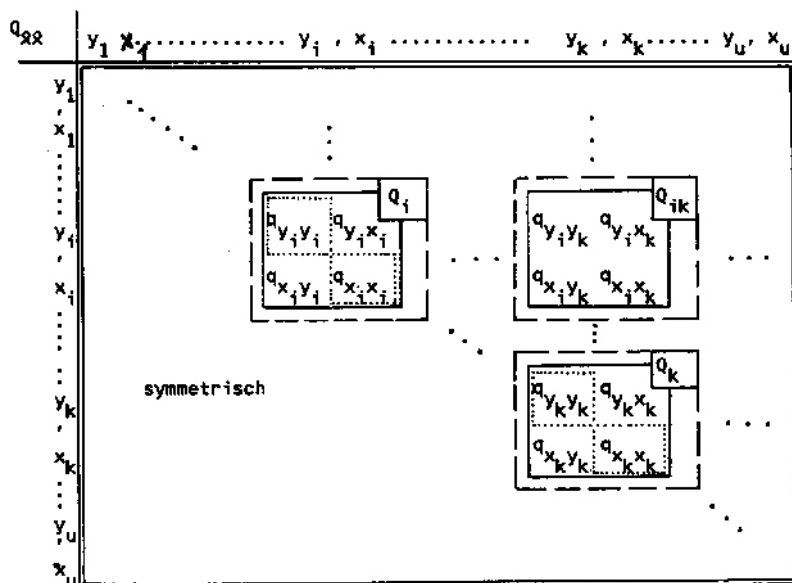 Q_xx y_1 x_1 ............ y_i , x_i ............ y_k , x_k ...... y_u , x_u
y_1
,
x_1
y_i
,
x_i
y_k
,
x_k
y_u
x_u
Q_i
q_{y_i y_i} q_{y_i x_i}
q_{x_i y_i} q_{x_i x_i}
Q_ik
q_{y_i y_k} q_{y_i x_k}
q_{x_i y_k} q_{x_i x_k}
symmetrisch
Q_k
q_{y_k y_k} q_{y_k x_k}
q_{x_k y_k} q_{x_k x_k}